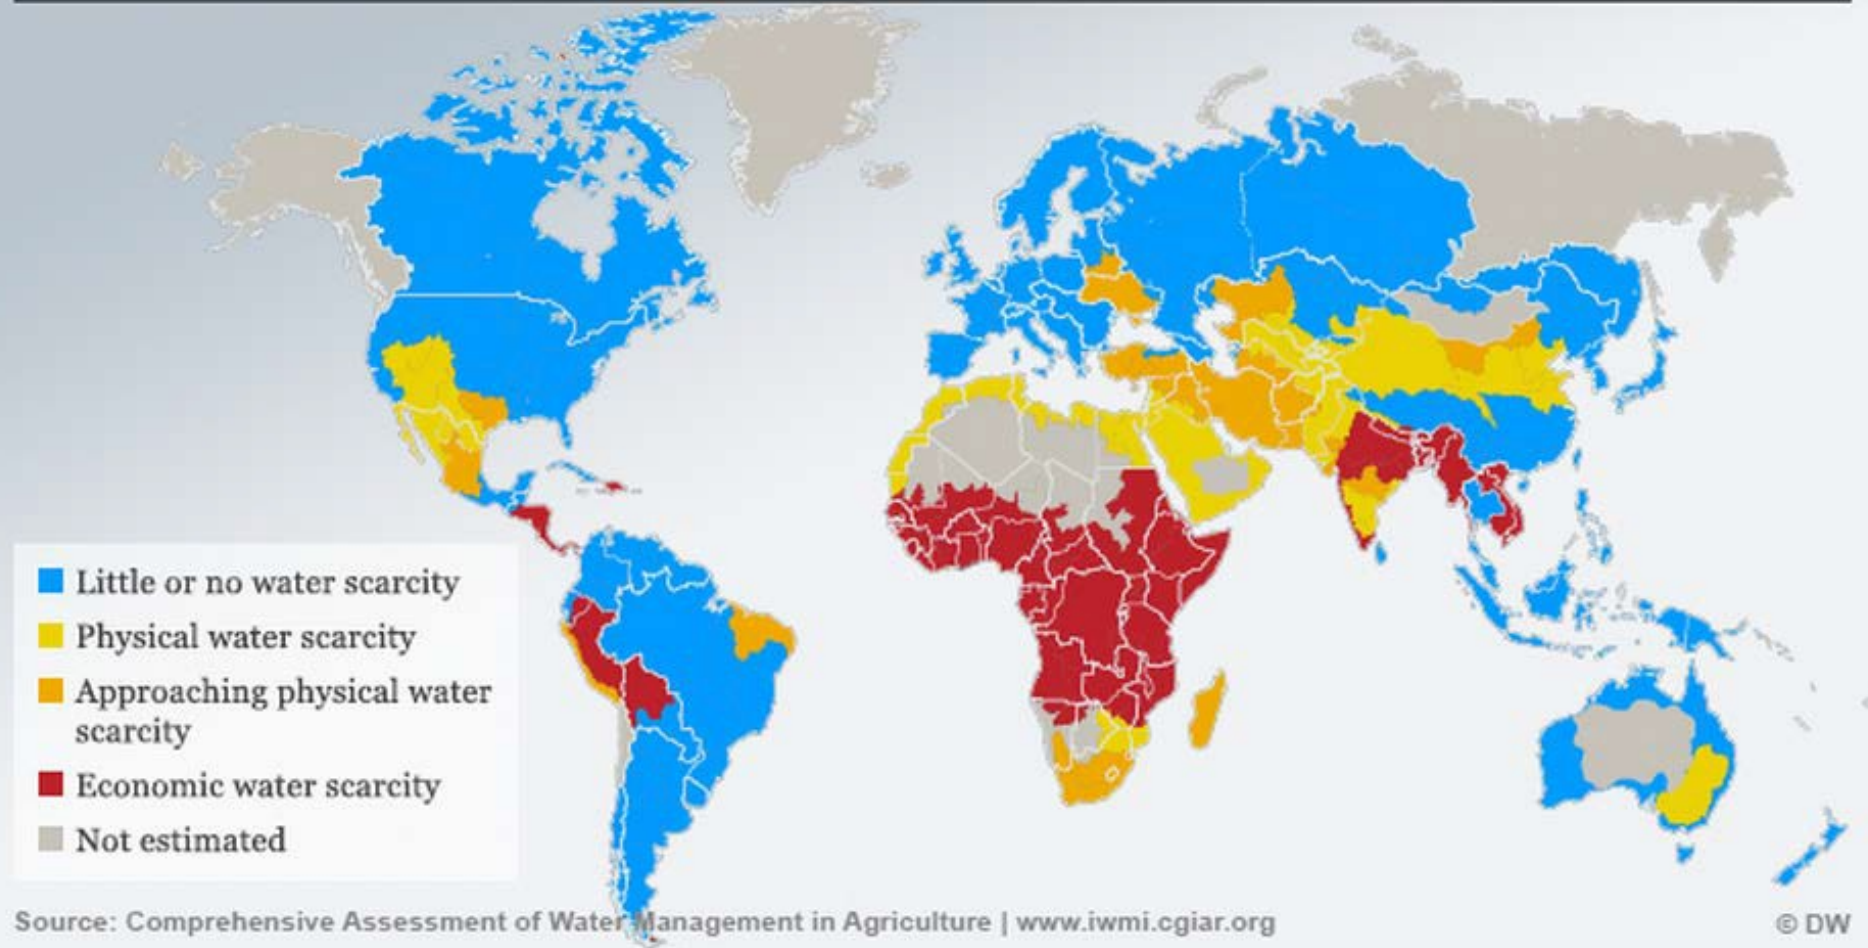 Little or no water scarcity
Physical water scarcity
Approaching physical water
scarcity
Economic water scarcity
Not estimated
Source: Comprehensive Assessment of Water Management in Agriculture | www.iwmi.cgiar.org
© DW